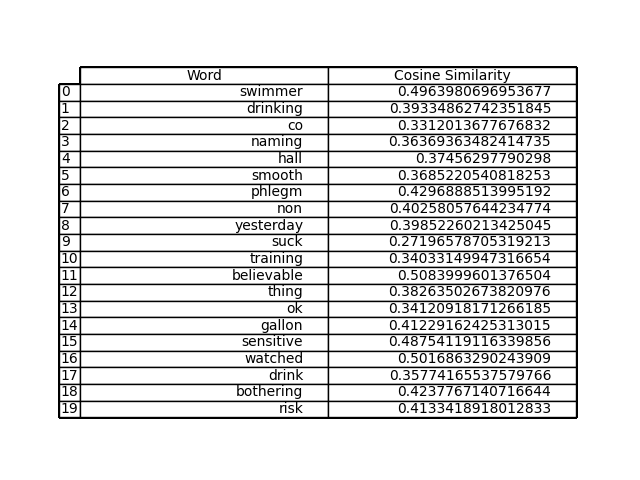 Word Cosine Similarity
0 swimmer 0.4963980696953677
1 drinking 0.39334862742351845
2 co 0.3312013677676832
3 naming 0.36369363482414735
4 hall 0.37456297790298
5 smooth 0.3685220540818253
6 phlegm 0.4296888513995192
7 non 0.40258057644234774
8 yesterday 0.39852260213425045
9 suck 0.27196578705319213
10 training 0.34033149947316654
11 believable 0.5083999601376504
12 thing 0.38263502673820976
13 ok 0.34120918171266185
14 gallon 0.41229162425313015
15 sensitive 0.48754119116339856
16 watched 0.5016863290243909
17 drink 0.35774165537579766
18 bothering 0.4237767140716644
19 risk 0.4133418918012833